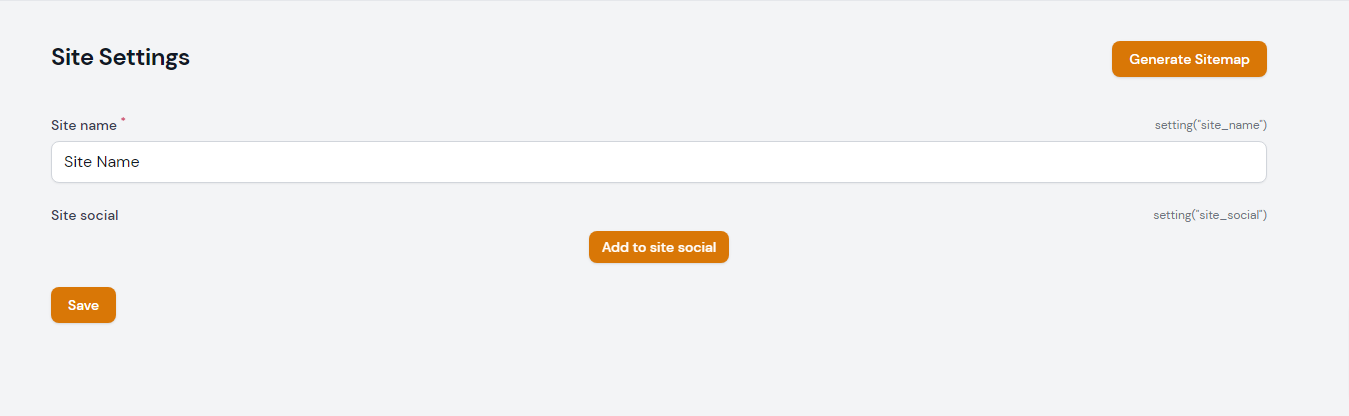 Site Settings
Generate Sitemap
Site name *
setting("site_name")
Site Name
Site social
setting("site_social")
Add to site social
Save